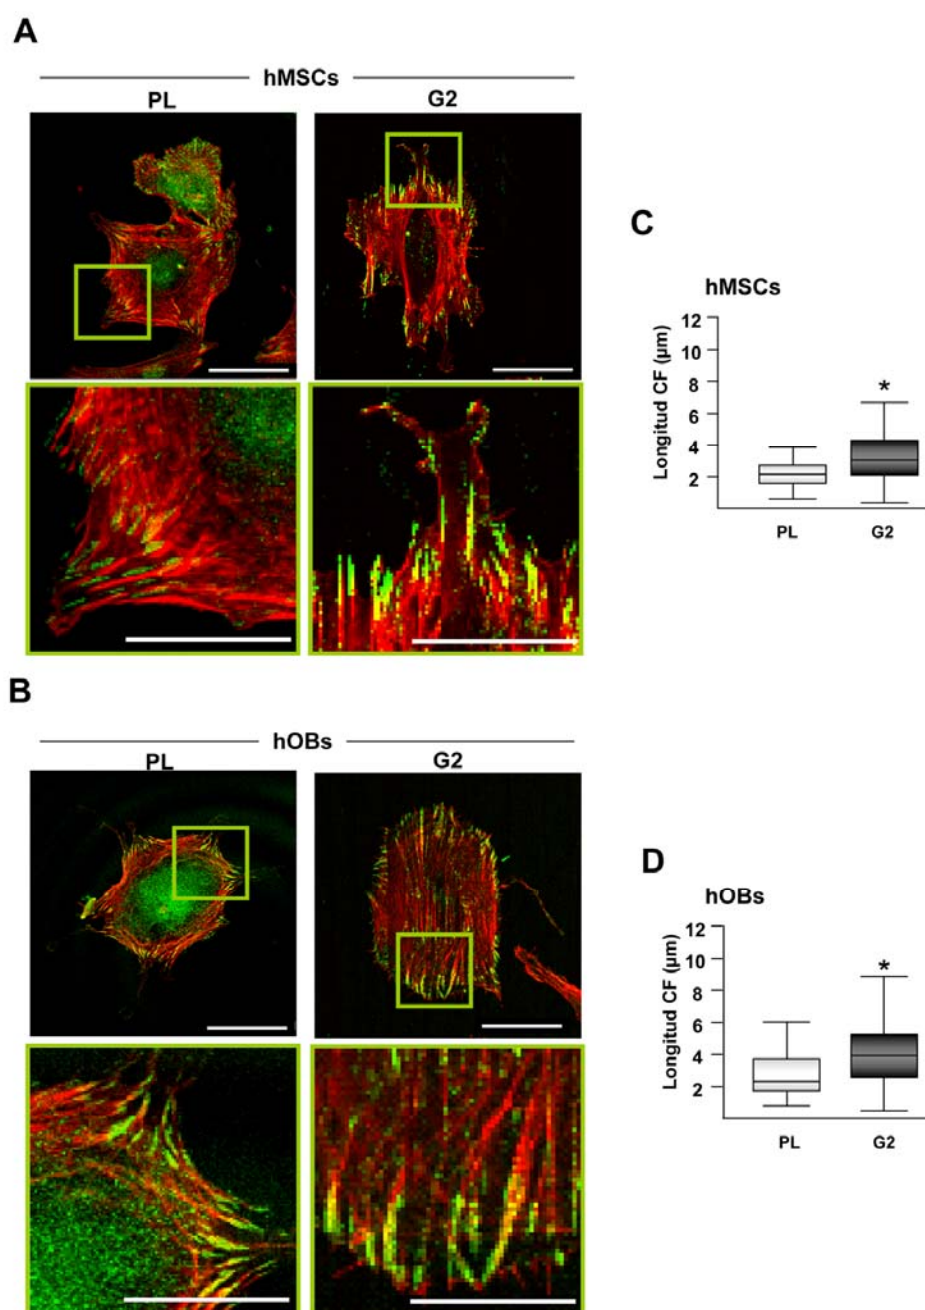 A
hMSCs
PL G2
C
hMSCs
Longitud CF (µm)
12
10
8
6
4
2
*
PL G2
B
hOBs
PL G2
D
hOBs
Longitud CF (µm)
12
10
8
6
4
2
*
PL G2